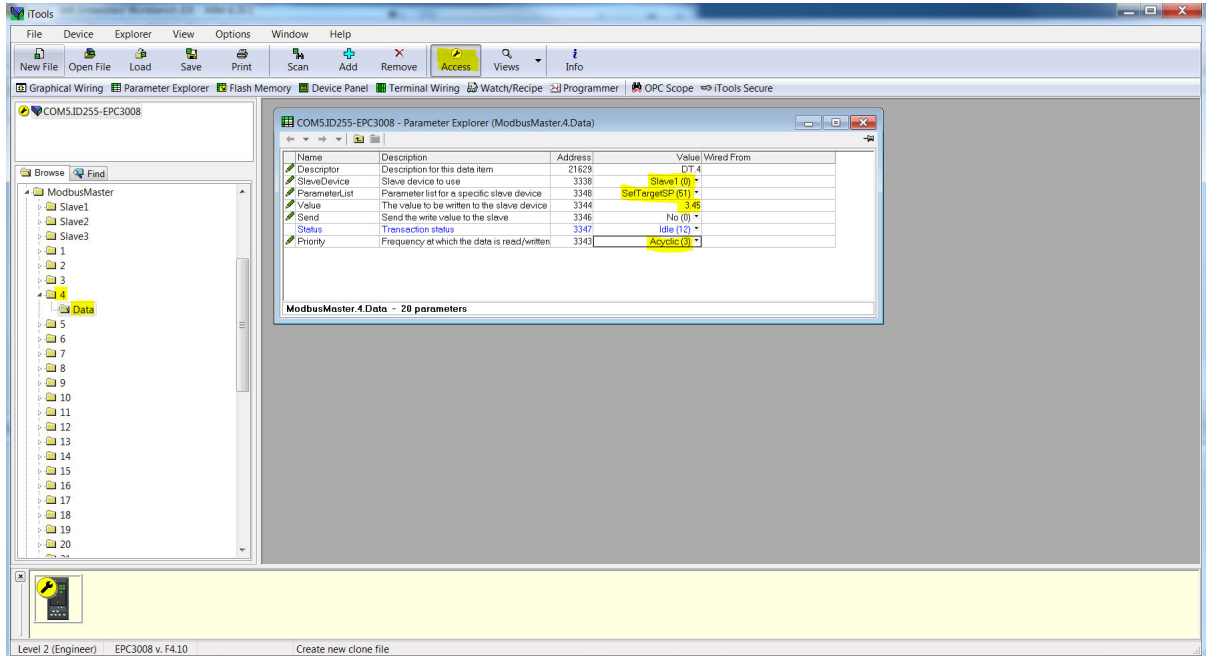 iTools
File Device Explorer View Options Window Help
New File Open File Load Save Print Scan Add Remove Access Views Info
Graphical Wiring Parameter Explorer Flash Memory Device Panel Terminal Wiring Watch/Recipe Programmer OPC Scope iTools Secure
COM5.ID255-EPC3008
Browse Find
ModbusMaster
Slave1
Slave2
Slave3
1
2
3
4
Data
5
6
7
8
9
10
11
12
13
14
15
16
17
18
19
20
COM5.ID255-EPC3008 - Parameter Explorer (ModbusMaster.4.Data)
Name Description Address Value Wired From
Descriptor Description for this data item 21629 DT.4
SlaveDevice Slave device to use 3338 Slave1 (0)
ParameterList Parameter list for a specific slave device 3348 SetTargetSP (51)
Value The value to be written to the slave device 3344 3.45
Send Send the write value to the slave 3346 No (0)
Status Transaction status 3347 Idle (12)
Priority Frequency at which the data is read/written 3343 Acyclic (3)
ModbusMaster.4.Data - 20 parameters
Level 2 (Engineer) EPC3008 v. F4.10 Create new clone file